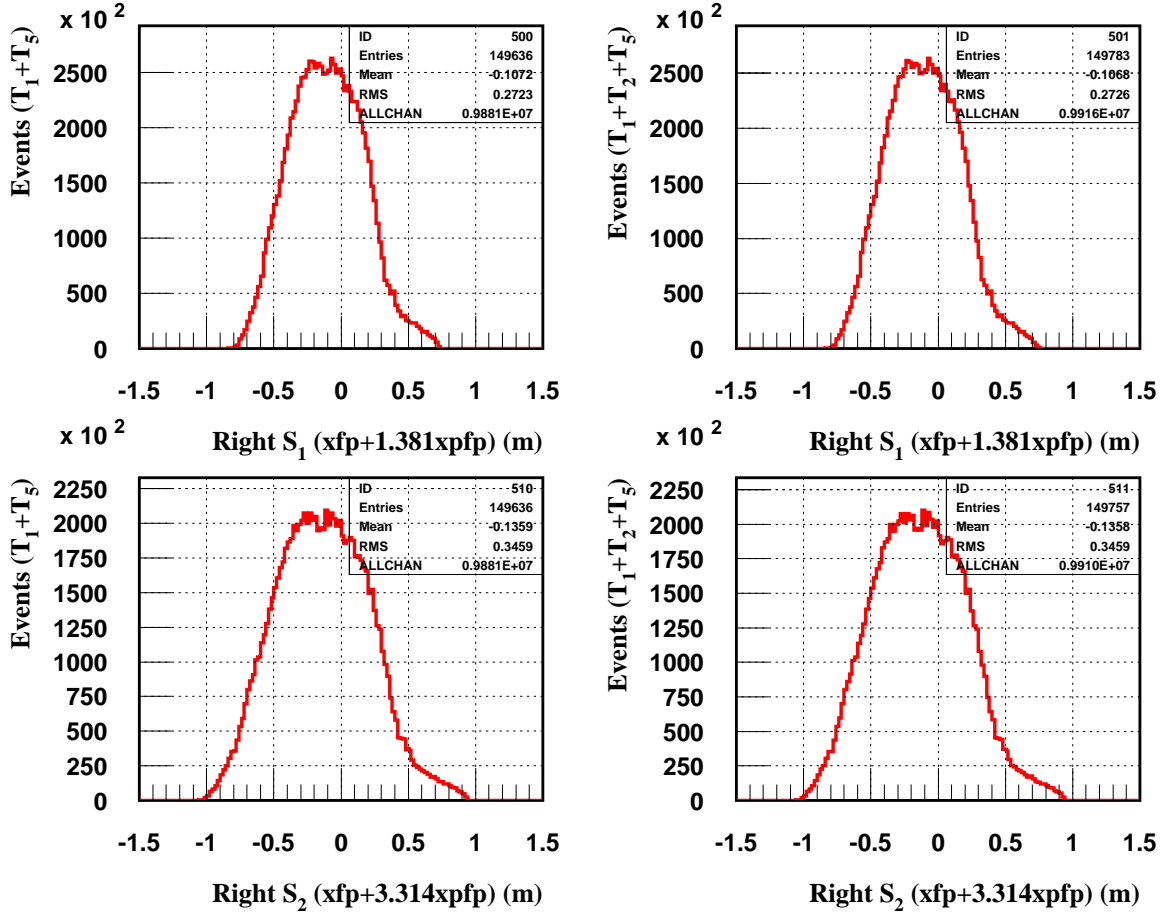 x 10 2
Events (T1+T5)
2500
2000
1500
1000
500
0
-1.5 -1 -0.5 0 0.5 1 1.5
Right S1 (xfp+1.381xpfp) (m)
ID 500
Entries 149636
Mean -0.1072
RMS 0.2723
ALLCHAN 0.9881E+07
x 10 2
Events (T1+T2+T5)
2500
2000
1500
1000
500
0
-1.5 -1 -0.5 0 0.5 1 1.5
Right S1 (xfp+1.381xpfp) (m)
ID 501
Entries 149783
Mean -0.1068
RMS 0.2726
ALLCHAN 0.9916E+07
x 10 2
Events (T1+T5)
2250
2000
1750
1500
1250
1000
750
500
250
0
-1.5 -1 -0.5 0 0.5 1 1.5
Right S2 (xfp+3.314xpfp) (m)
ID 510
Entries 149636
Mean -0.1359
RMS 0.3459
ALLCHAN 0.9881E+07
x 10 2
Events (T1+T2+T5)
2250
2000
1750
1500
1250
1000
750
500
250
0
-1.5 -1 -0.5 0 0.5 1 1.5
Right S2 (xfp+3.314xpfp) (m)
ID 511
Entries 149757
Mean -0.1358
RMS 0.3459
ALLCHAN 0.9910E+07